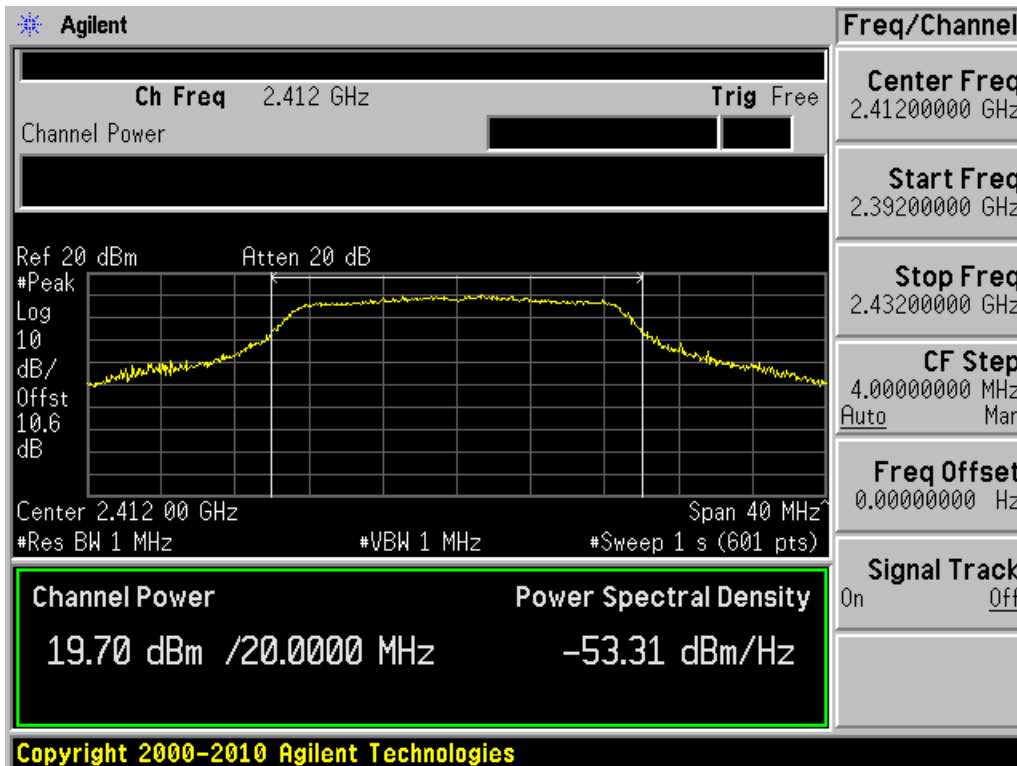 Agilent
Freq/Channel
Ch Freq 2.412 GHz Trig Free
Channel Power
Center Freq
2.41200000 GHz
Start Freq
2.39200000 GHz
Stop Freq
2.43200000 GHz
CF Step
4.00000000 MHz
Auto Man
Freq Offset
0.00000000 Hz
Signal Track
On Off
Ref 20 dBm Atten 20 dB
#Peak
Log
10
dB/
Offst
10.6
dB
Center 2.412 00 GHz Span 40 MHz^
#Res BW 1 MHz #VBW 1 MHz #Sweep 1 s (601 pts)
Channel Power Power Spectral Density
19.70 dBm /20.0000 MHz -53.31 dBm/Hz
Copyright 2000-2010 Agilent Technologies